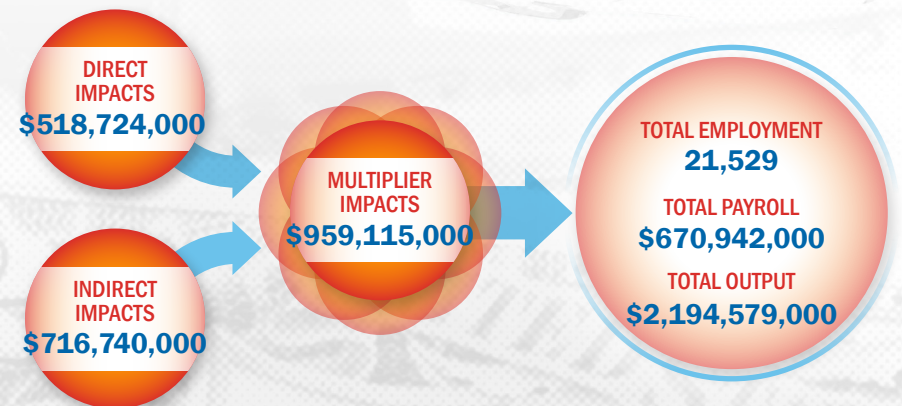 DIRECT
IMPACTS
$518,724,000
INDIRECT
IMPACTS
$716,740,000
MULTIPLIER
IMPACTS
$959,115,000
TOTAL EMPLOYMENT
21,529
TOTAL PAYROLL
$670,942,000
TOTAL OUTPUT
$2,194,579,000